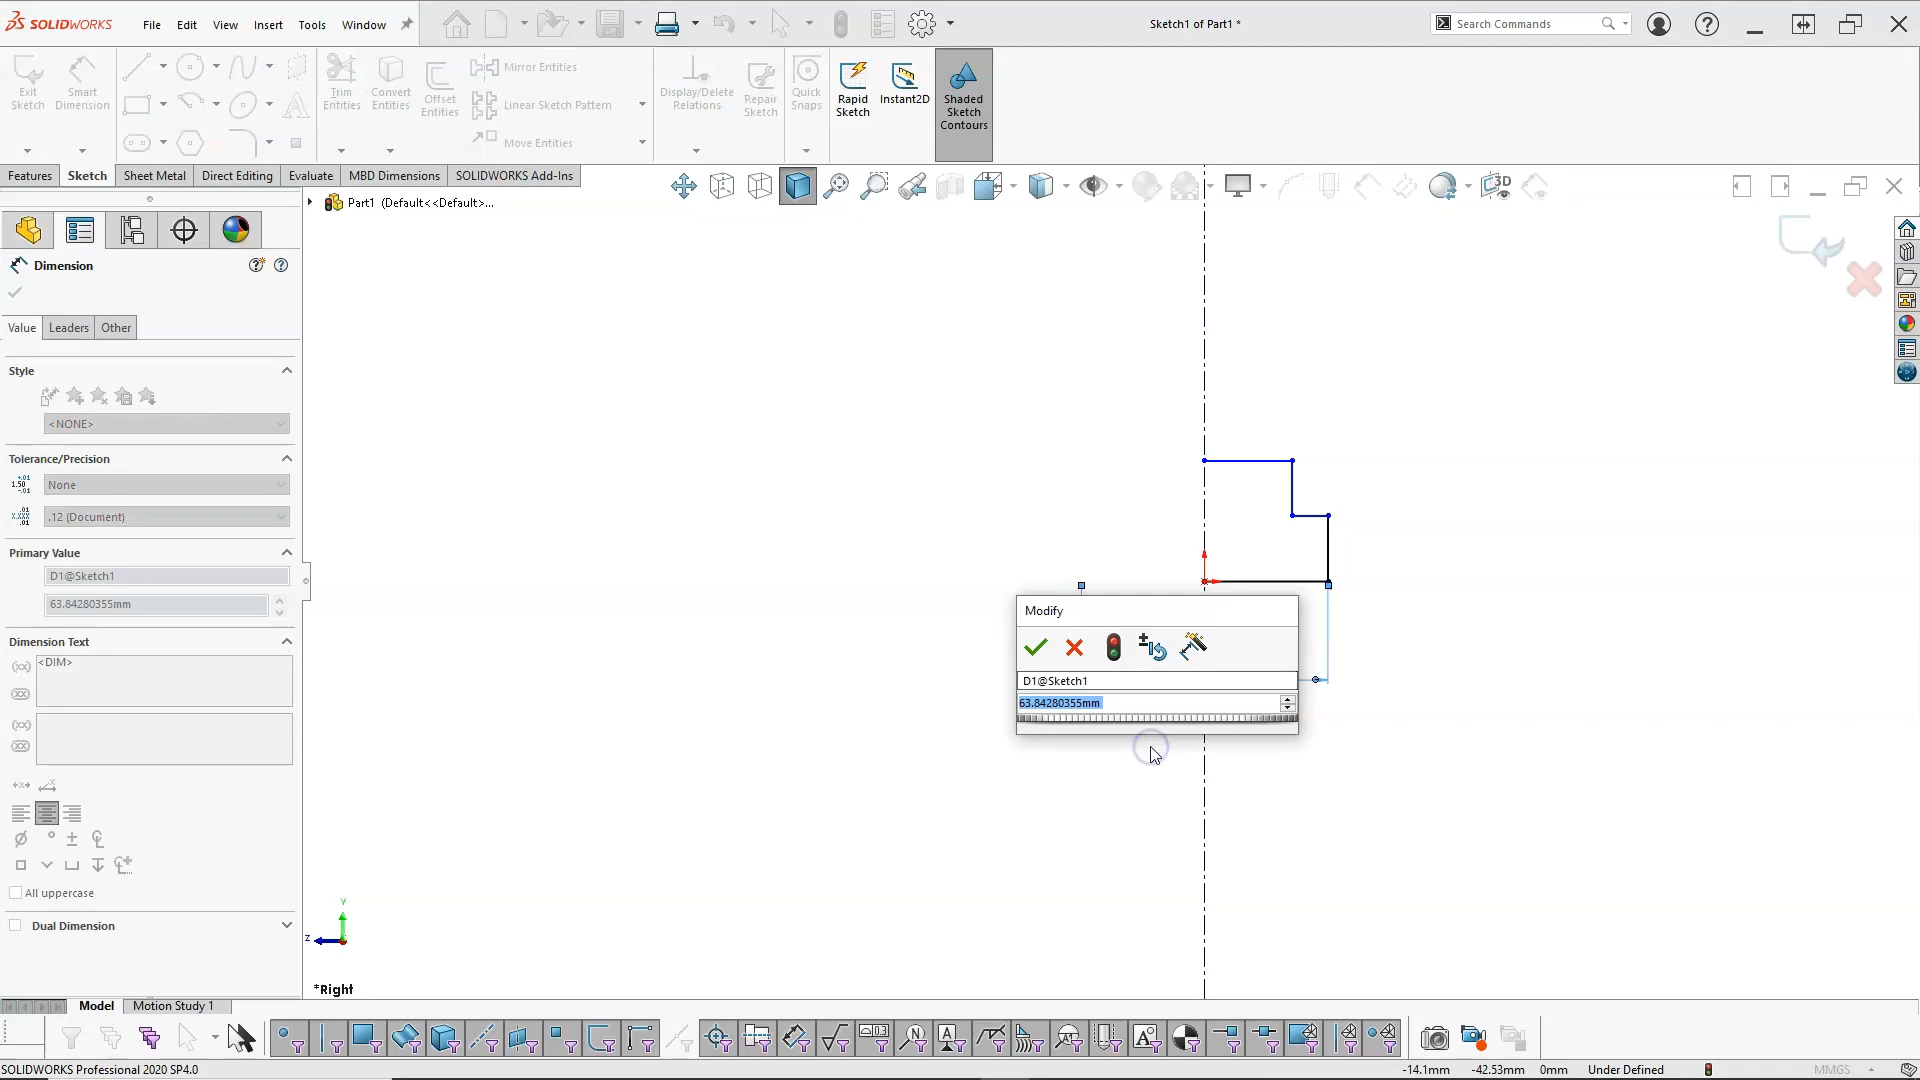 SOLIDWORKS File Edit View Insert Tools Window Sketch1 of Part1 * Search Commands
Exit Sketch
Smart Dimension
Trim Entities
Convert Entities
Offset Entities
Mirror Entities
Linear Sketch Pattern
Move Entities
Display/Delete Relations
Repair Sketch
Quick Snaps
Rapid Sketch
Instant2D
Shaded Sketch Contours
Features Sketch Sheet Metal Direct Editing Evaluate MBD Dimensions SOLIDWORKS Add-Ins
Part1 (Default<<Default>...
Dimension
Value Leaders Other
Style
<NONE>
Tolerance/Precision
None
.12 (Document)
Primary Value
D1@Sketch1
63.84280355mm
Dimension Text
<DIM>
All uppercase
Dual Dimension
Modify
D1@Sketch1
63.84280355mm
Y
Z
*Right
Model Motion Study 1
SOLIDWORKS Professional 2020 SP4.0 -14.1mm -42.53mm 0mm Under Defined MMGS